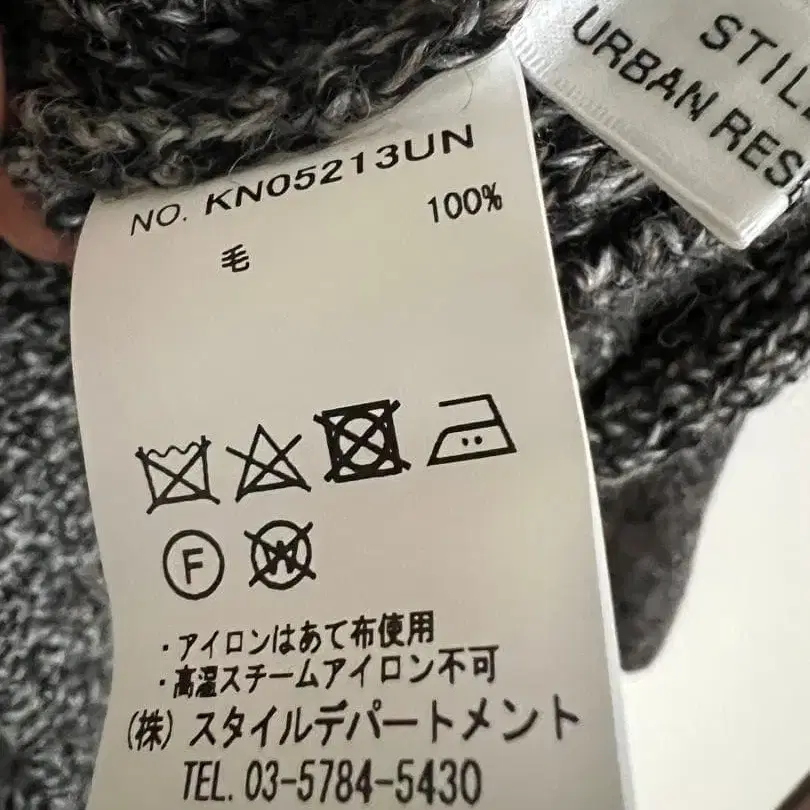 STIL
URBAN RES
NO. KN05213UN
毛 100%
F
W
・アイロンはあて布使用
・高温スチームアイロン不可
(株) スタイルデパートメント
TEL. 03-5784-5430